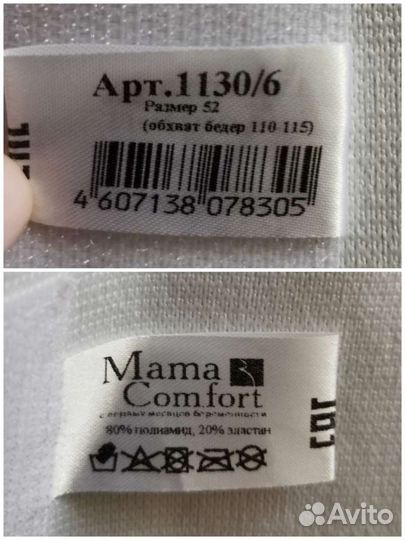 Арт.1130/6
Размер 52
(обхват бедер 110-115)
4 607138 078305
Mama
Comfort
с первых месяцев беременности
80% полиамид, 20% эластан
Avito